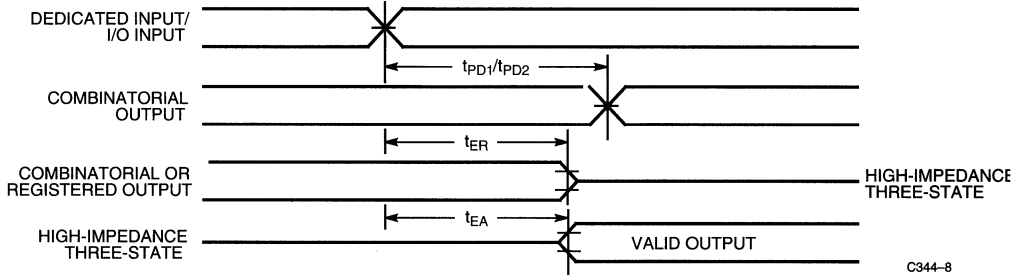 DEDICATED INPUT/
I/O INPUT
tPD1/tPD2
COMBINATORIAL
OUTPUT
tER
COMBINATORIAL OR
REGISTERED OUTPUT
HIGH-IMPEDANCE
THREE-STATE
tEA
HIGH-IMPEDANCE
THREE-STATE
VALID OUTPUT
C344–8